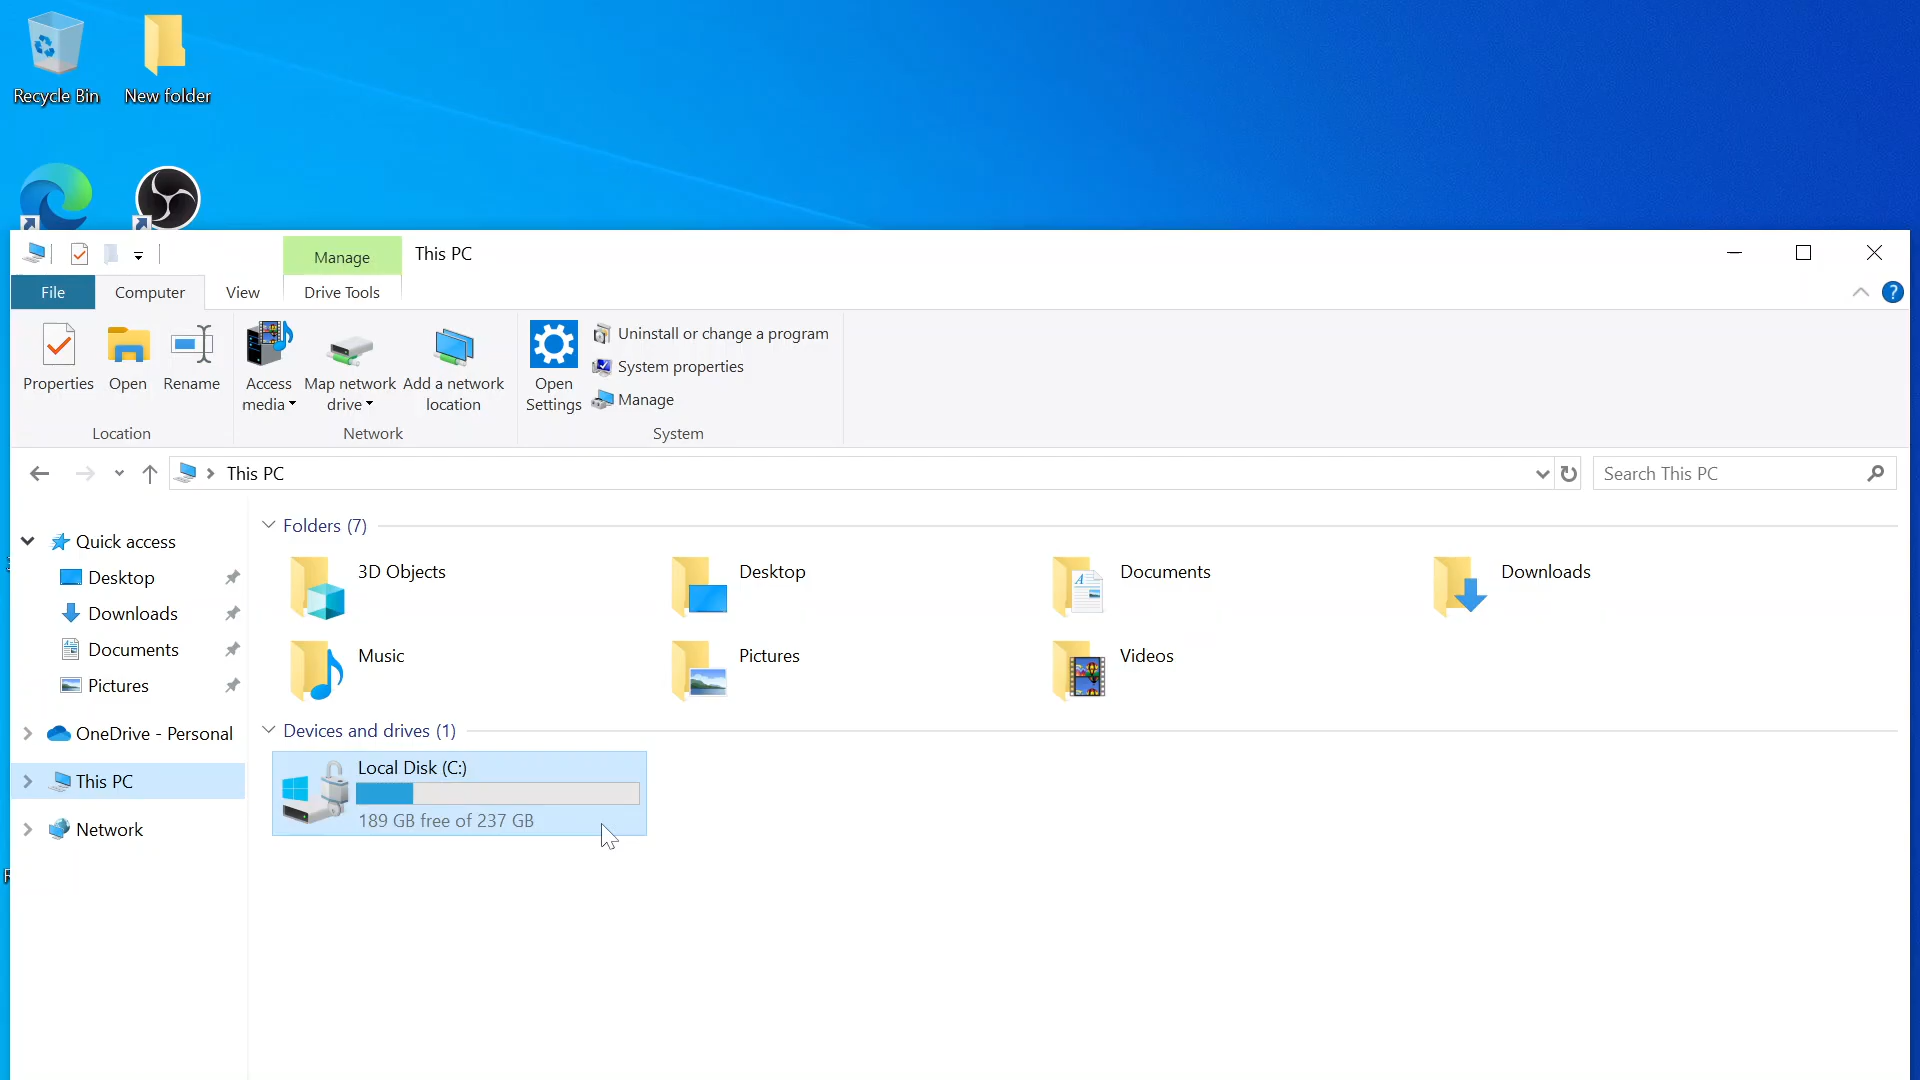 Recycle Bin
New folder
Manage
This PC
File
Computer
View
Drive Tools
Properties
Open
Rename
Access media
Map network drive
Add a network location
Open Settings
Uninstall or change a program
System properties
Manage
Location
Network
System
This PC
Search This PC
Quick access
Desktop
Downloads
Documents
Pictures
OneDrive - Personal
This PC
Network
Folders (7)
3D Objects
Desktop
Documents
Downloads
Music
Pictures
Videos
Devices and drives (1)
Local Disk (C:)
189 GB free of 237 GB